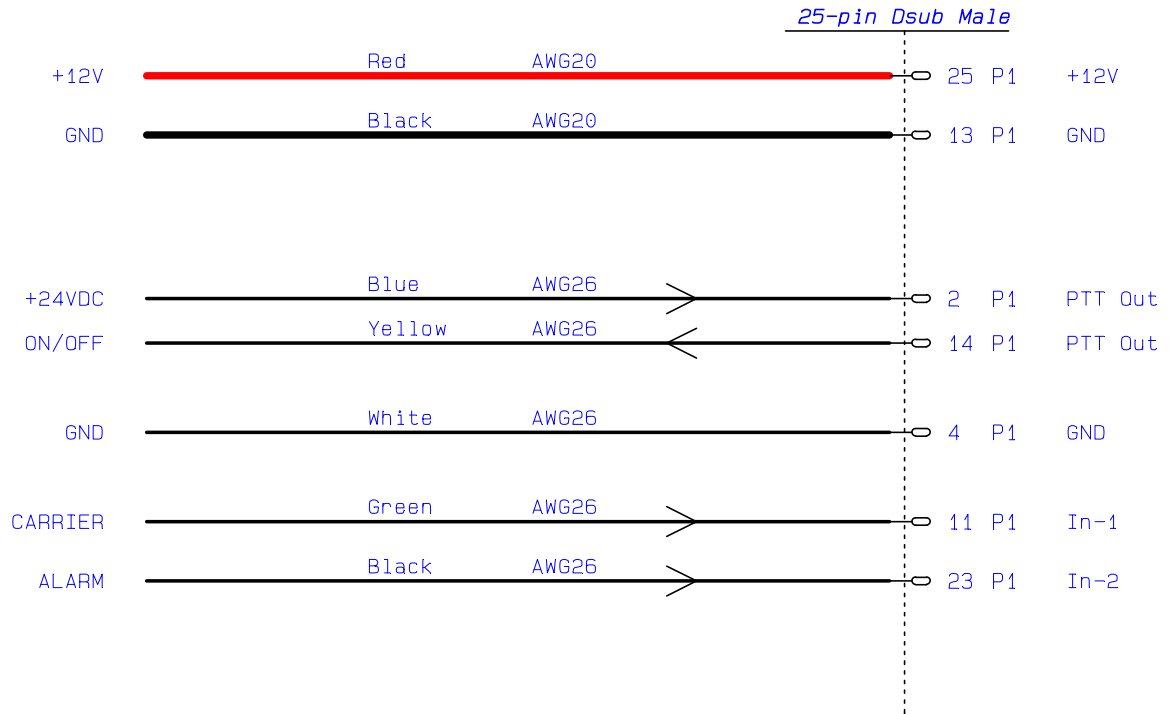 25-pin Dsub Male
Red AWG20
+12V 25 P1 +12V
Black AWG20
GND 13 P1 GND
Blue AWG26
+24VDC 2 P1 PTT Out
Yellow AWG26
ON/OFF 14 P1 PTT Out
White AWG26
GND 4 P1 GND
Green AWG26
CARRIER 11 P1 In-1
Black AWG26
ALARM 23 P1 In-2